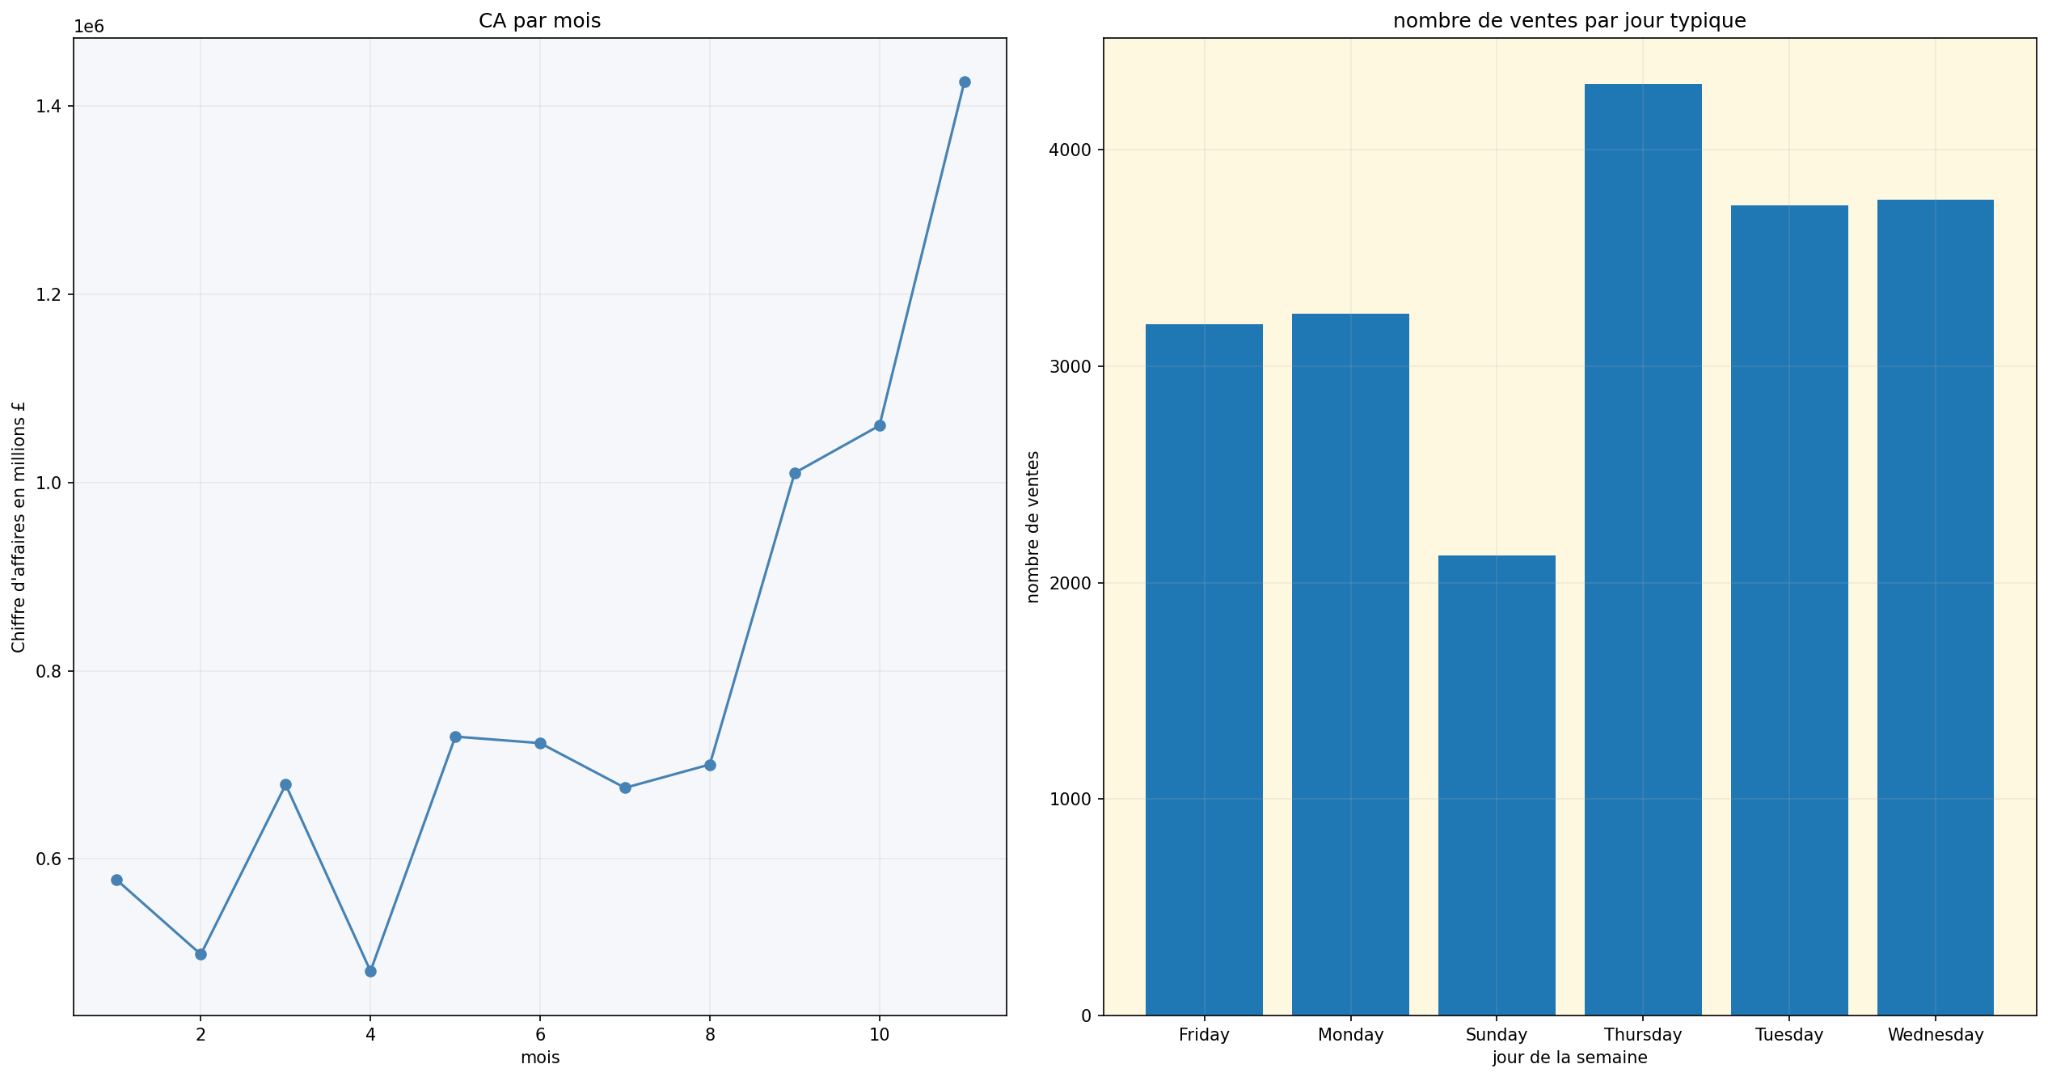 CA par mois
1e6
1.4
1.2
1.0
0.8
0.6
Chiffre d'affaires en millions £
2 4 6 8 10
mois
nombre de ventes par jour typique
4000
3000
2000
1000
0
nombre de ventes
Friday Monday Sunday Thursday Tuesday Wednesday
jour de la semaine